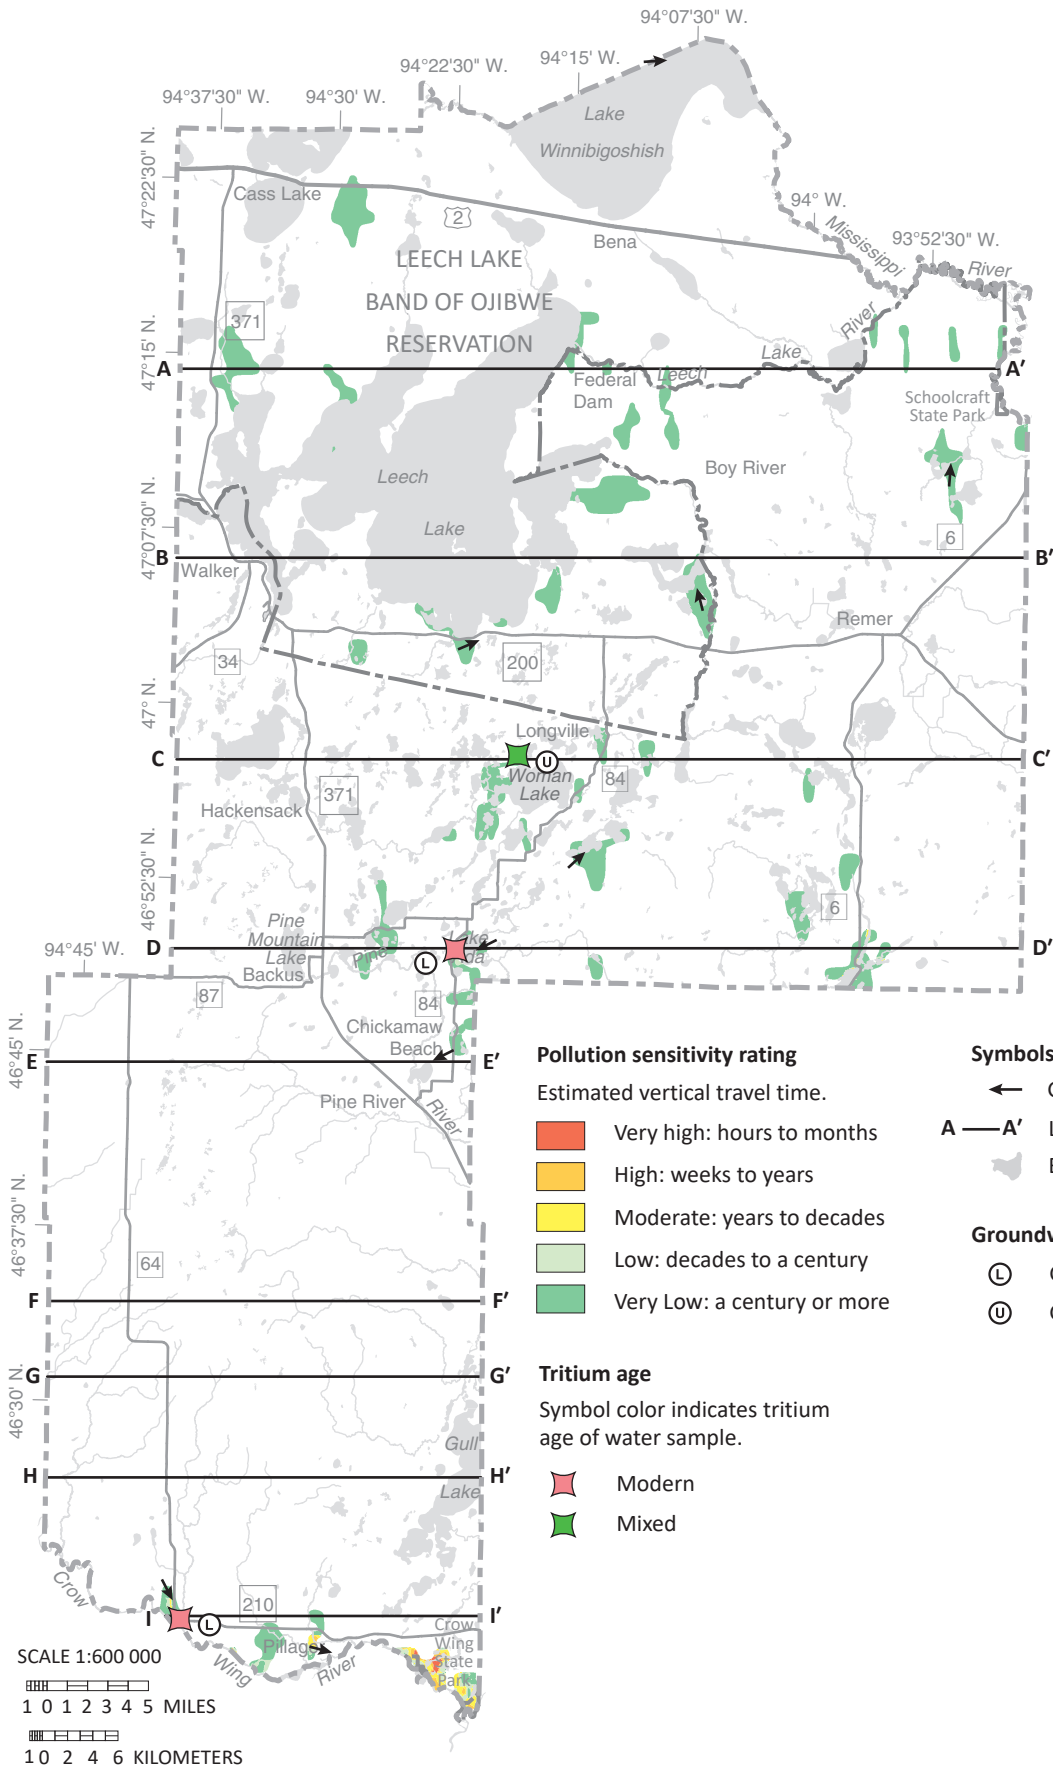 94°07'30" W.
94°15' W.
94°22'30" W.
94°37'30" W.
94°30' W.
Lake
Winnibigoshish
47°22'30" N.
Cass Lake
2
94° W.
Mississippi
93°52'30" W.
River
Bena
LEECH LAKE
BAND OF OJIBWE
RESERVATION
371
47°15' N.
River
Lake
Leech
A
A'
Federal
Dam
Schoolcraft
State Park
Leech
Lake
Boy River
47°07'30" N.
6
B
B'
Walker
Remer
34
200
47° N.
Longville
C
U
C'
Woman
Lake
84
371
Hackensack
46°52'30" N.
6
Pine
Mountain
Lake
94°45' W.
D
Pine
Lake
L
D'
Backus
87
84
Chickamaw
Beach
46°45' N.
E
E'
Pine River
River
Pollution sensitivity rating
Estimated vertical travel time.
Very high: hours to months
High: weeks to years
Moderate: years to decades
Low: decades to a century
Very Low: a century or more
Symbols
A A' L
Groundw
L
U
46°37'30" N.
64
F
F'
G
G'
46°30' N.
Tritium age
Symbol color indicates tritium
age of water sample.
Modern
Mixed
Gull
Lake
H
H'
Crow
I
I'
L
210
Pillager
Wing
River
Crow
Wing
State
Park
SCALE 1:600 000
1 0 1 2 3 4 5 MILES
1 0 2 4 6 KILOMETERS